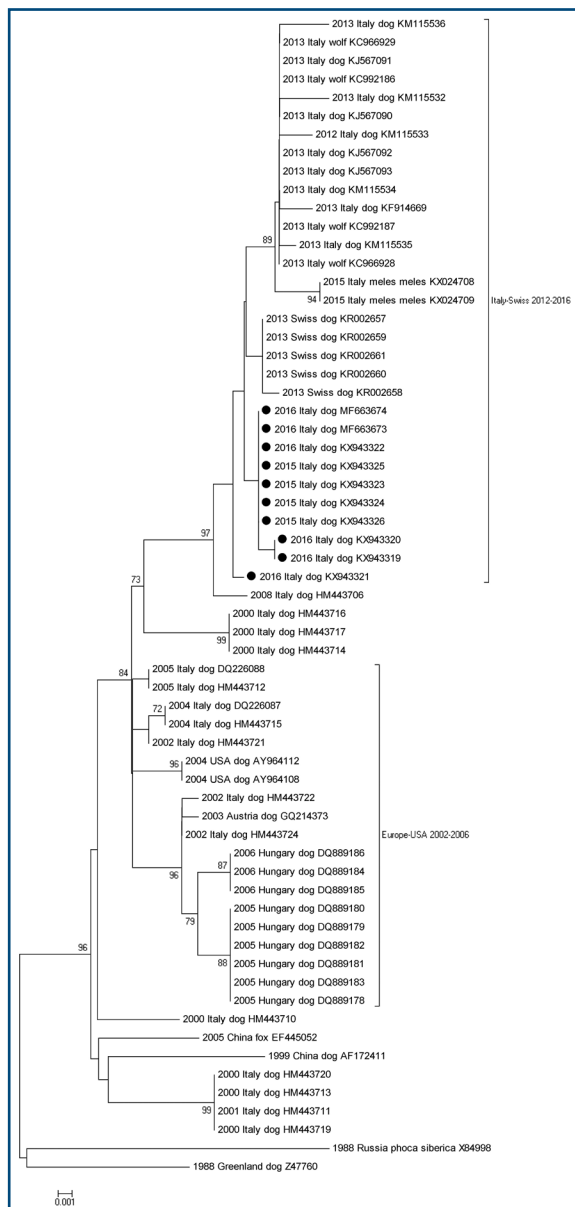 2013 Italy dog KM115536
2013 Italy wolf KC966929
2013 Italy dog KJ567091
2013 Italy wolf KC992186
2013 Italy dog KM115532
2013 Italy dog KJ567090
2012 Italy dog KM115533
2013 Italy dog KJ567092
2013 Italy dog KJ567093
2013 Italy dog KM115534
2013 Italy dog KF914669
2013 Italy wolf KC992187
89
2013 Italy dog KM115535
2013 Italy wolf KC966928
2015 Italy meles meles KX024708
94
2015 Italy meles meles KX024709
Italy-Swiss 2012-2016
2013 Swiss dog KR002657
2013 Swiss dog KR002659
2013 Swiss dog KR002661
2013 Swiss dog KR002660
2013 Swiss dog KR002658
2016 Italy dog MF663674
2016 Italy dog MF663673
2016 Italy dog KX943322
2015 Italy dog KX943325
2015 Italy dog KX943323
2015 Italy dog KX943324
2015 Italy dog KX943326
97
2016 Italy dog KX943320
2016 Italy dog KX943319
2016 Italy dog KX943321
73
2008 Italy dog HM443706
2000 Italy dog HM443716
2000 Italy dog HM443717
99
2000 Italy dog HM443714
84
2005 Italy dog DQ226088
2005 Italy dog HM443712
72
2004 Italy dog DQ226087
2004 Italy dog HM443715
2002 Italy dog HM443721
96
2004 USA dog AY964112
2004 USA dog AY964108
2002 Italy dog HM443722
2003 Austria dog GQ214373
2002 Italy dog HM443724
Europe-USA 2002-2006
96
87
2006 Hungary dog DQ889186
2006 Hungary dog DQ889184
2006 Hungary dog DQ889185
79
2005 Hungary dog DQ889180
2005 Hungary dog DQ889179
2005 Hungary dog DQ889182
96
88
2005 Hungary dog DQ889181
2005 Hungary dog DQ889183
2005 Hungary dog DQ889178
2000 Italy dog HM443710
2005 China fox EF445052
1999 China dog AF172411
2000 Italy dog HM443720
2000 Italy dog HM443713
99
2001 Italy dog HM443711
2000 Italy dog HM443719
1988 Russia phoca siberica X84998
1988 Greenland dog Z47760
0.001